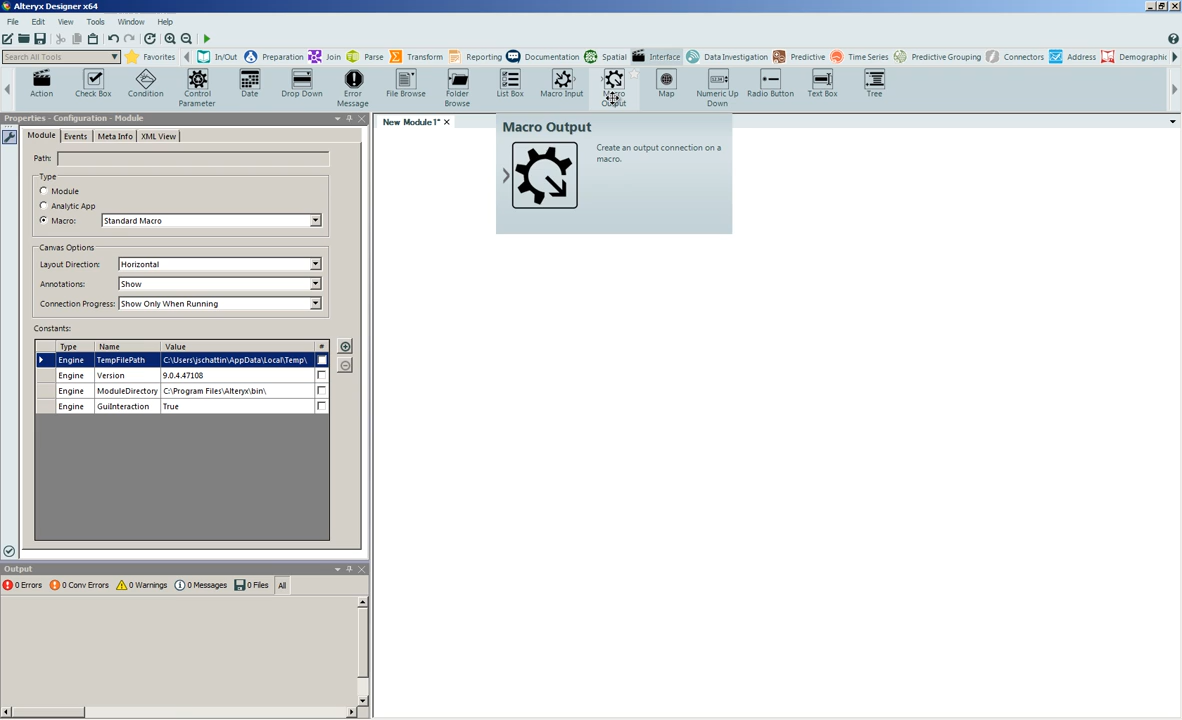 Alteryx Designer x64
File Edit View Tools Window Help
Search All Tools Favorites In/Out Preparation Join Parse Transform Reporting Documentation Spatial Interface Data Investigation Predictive Time Series Predictive Grouping Connectors Address Demographic
Action Check Box Condition Control Parameter Date Drop Down Error Message File Browse Folder Browse List Box Macro Input Macro Output Map Numeric Up Down Radio Button Text Box Tree
Properties - Configuration - Module
New Module1*
Module Events Meta Info XML View
Macro Output
Create an output connection on a
macro.
Path:
Type
Module
Analytic App
Macro: Standard Macro
Canvas Options
Layout Direction: Horizontal
Annotations: Show
Connection Progress: Show Only When Running
Constants:
Type Name Value #
Engine TempFilePath C:\Users\jschattin\AppData\Local\Temp\
Engine Version 9.0.4.47108
Engine ModuleDirectory C:\Program Files\Alteryx\bin\
Engine GuiInteraction True
Output
0 Errors 0 Conv Errors 0 Warnings 0 Messages 0 Files All